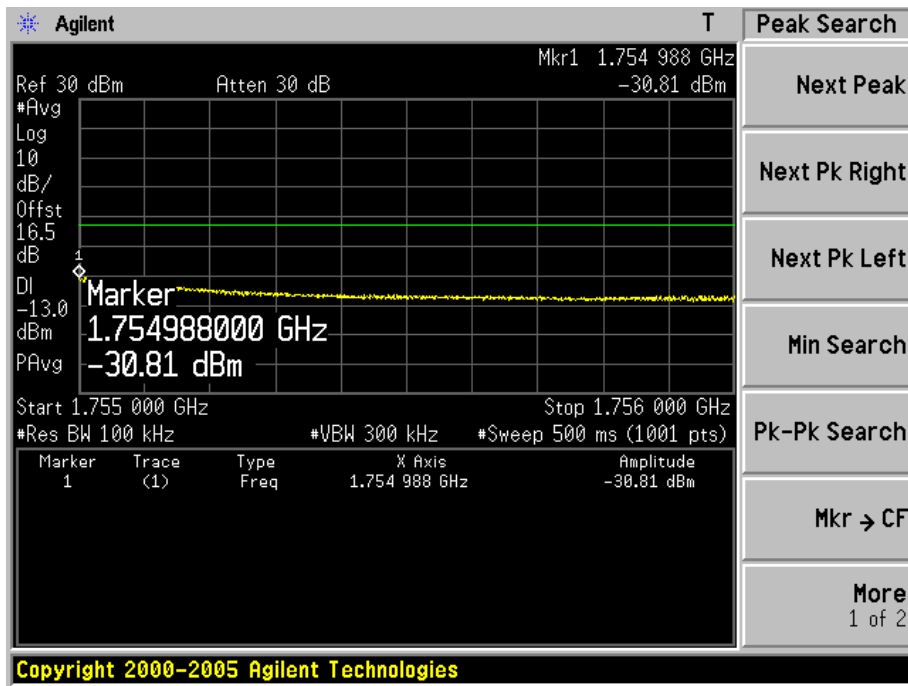 Agilent T
Peak Search
Mkr1 1.754 988 GHz
Ref 30 dBm Atten 30 dB -30.81 dBm
#Avg
Log
10
dB/
Offst
16.5
dB
DI
-13.0
dBm
PAvg
1
Marker
1.754988000 GHz
-30.81 dBm
Start 1.755 000 GHz Stop 1.756 000 GHz
#Res BW 100 kHz #VBW 300 kHz #Sweep 500 ms (1001 pts)
Marker Trace Type X Axis Amplitude
1 (1) Freq 1.754 988 GHz -30.81 dBm
Next Peak
Next Pk Right
Next Pk Left
Min Search
Pk-Pk Search
Mkr → CF
More
1 of 2
Copyright 2000-2005 Agilent Technologies